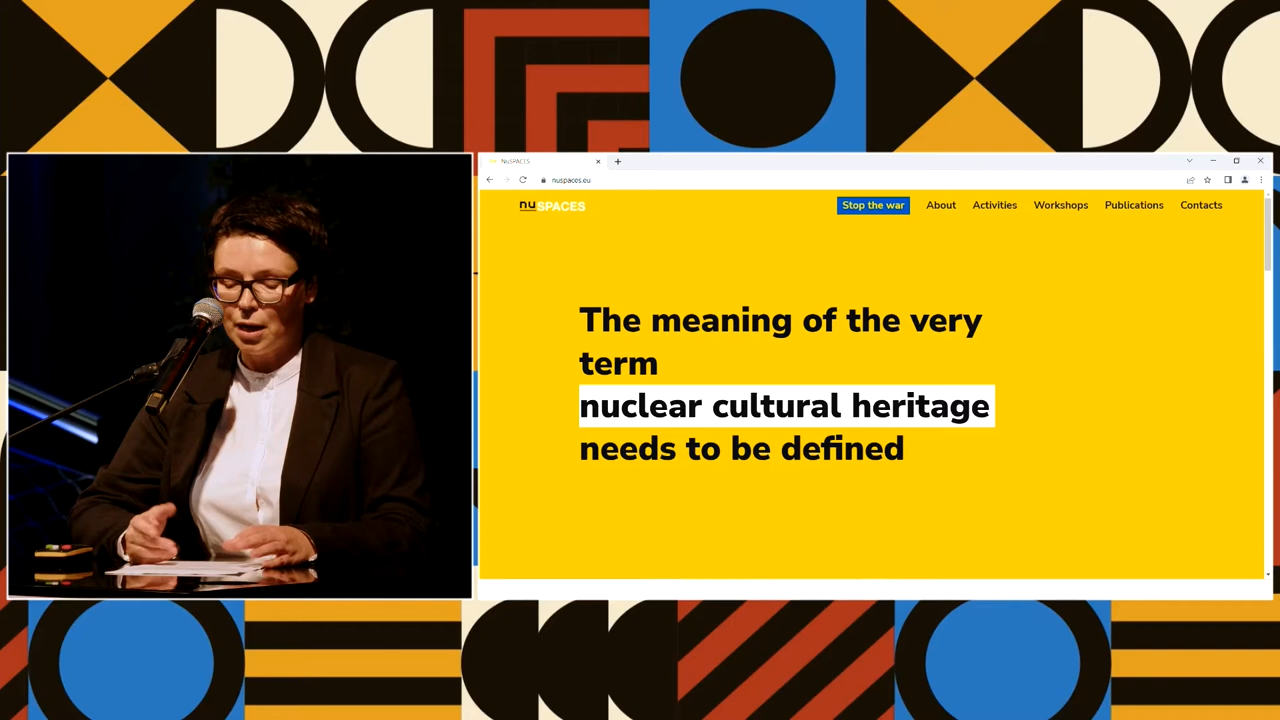 NuSPACES
nuspaces.eu
nuSPACES
Stop the war
About
Activities
Workshops
Publications
Contacts
The meaning of the very
term
nuclear cultural heritage
needs to be defined